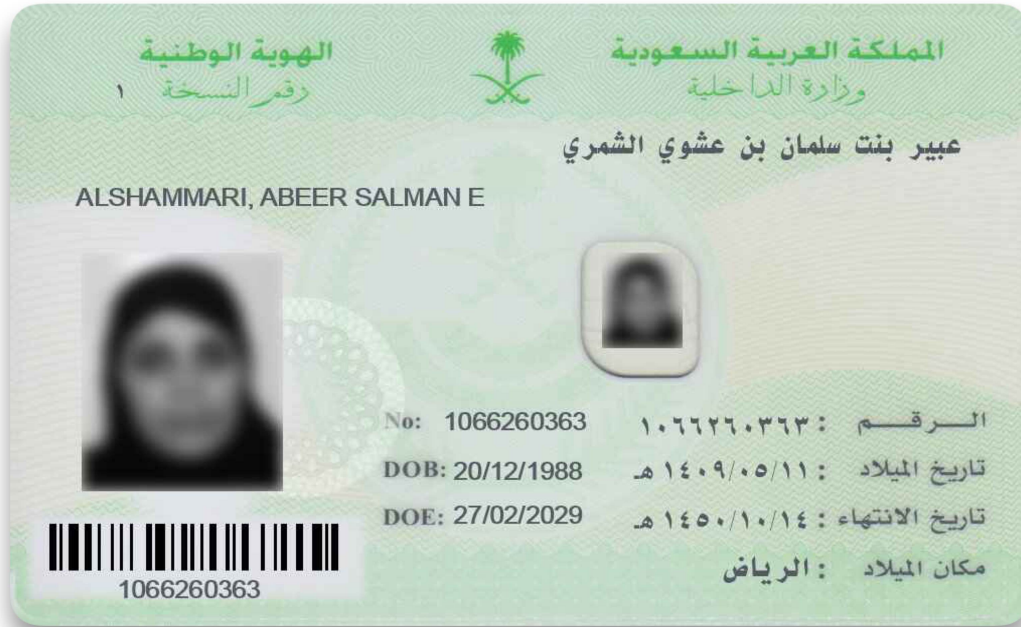 المملكة العربية السعودية
الهوية الوطنية
وزارة الداخلية
رقم النسخة ١
عبير بنت سلمان بن عشوي الشمري
ALSHAMMARI, ABEER SALMAN E
الرقم : ١٠٦٦٢٦٠٣٦٣
No: 1066260363
تاريخ الميلاد : ١٤٠٩/٠٥/١١ هـ
DOB: 20/12/1988
تاريخ الانتهاء : ١٤٥٠/١٠/١٤ هـ
DOE: 27/02/2029
مكان الميلاد : الرياض
1066260363